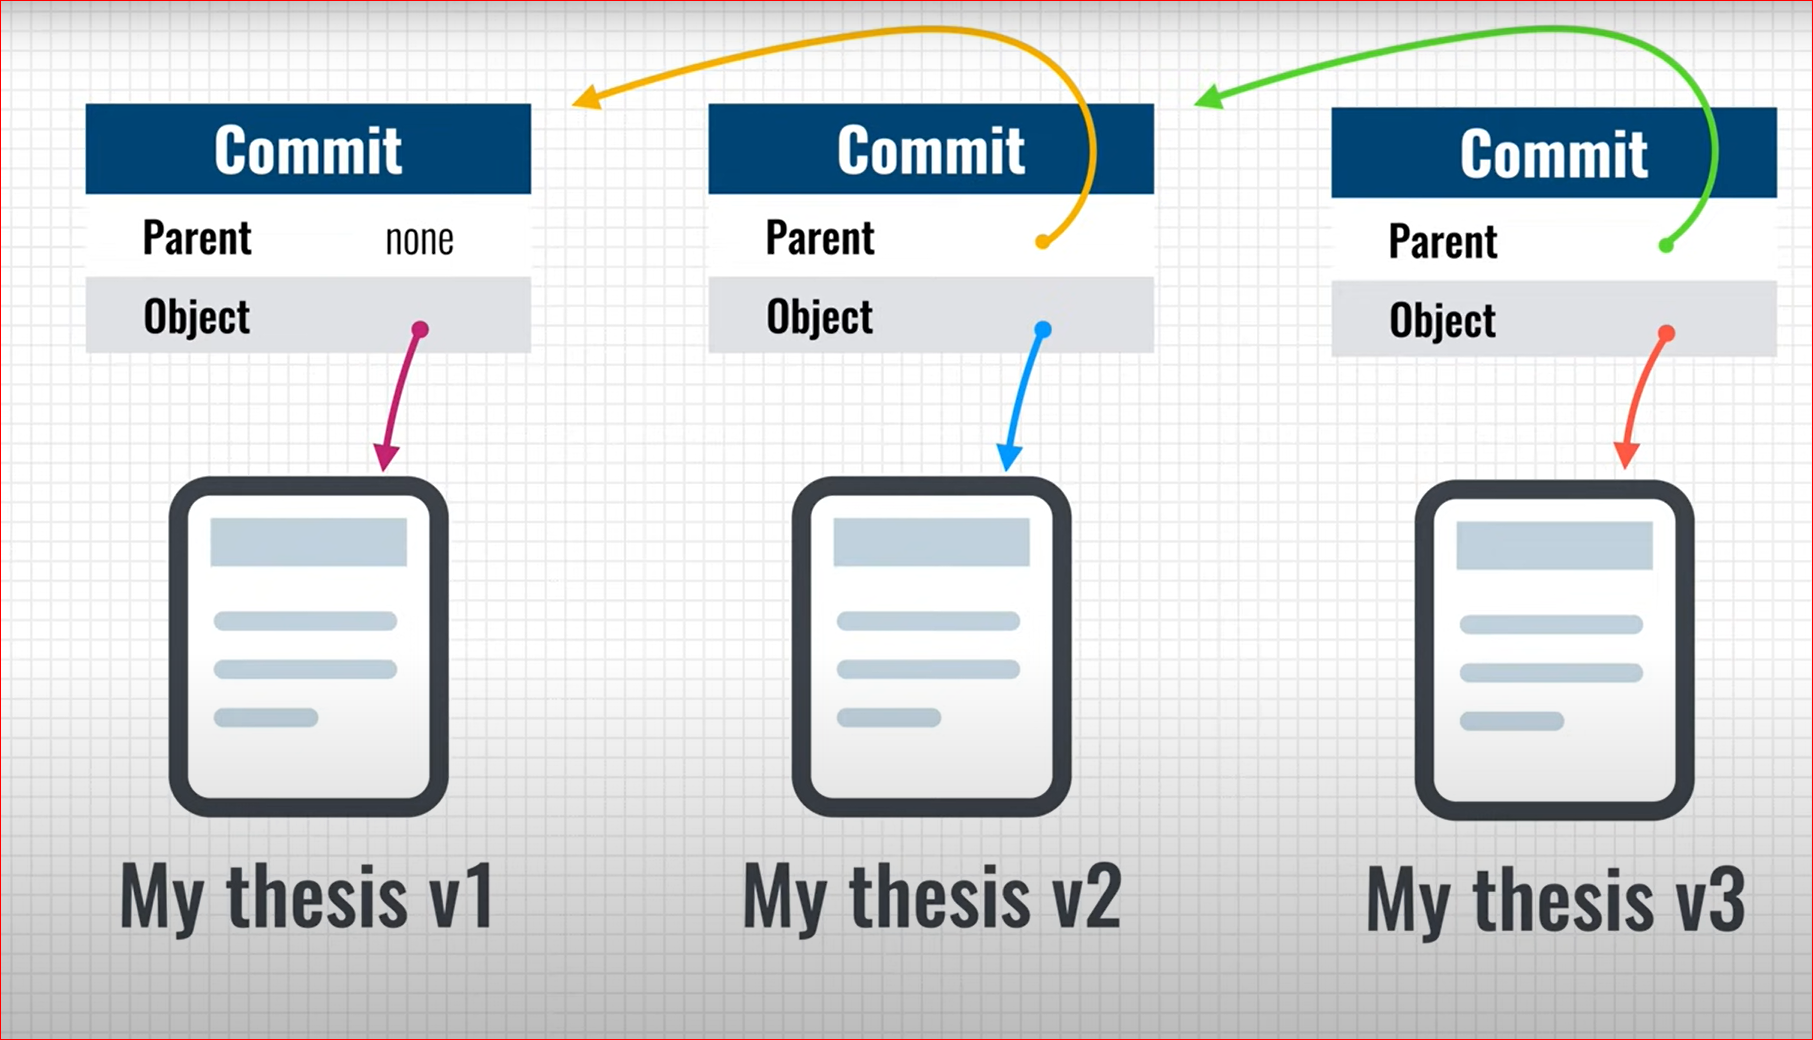 Commit
Parent none
Object
My thesis v1
Commit
Parent
Object
My thesis v2
Commit
Parent
Object
My thesis v3